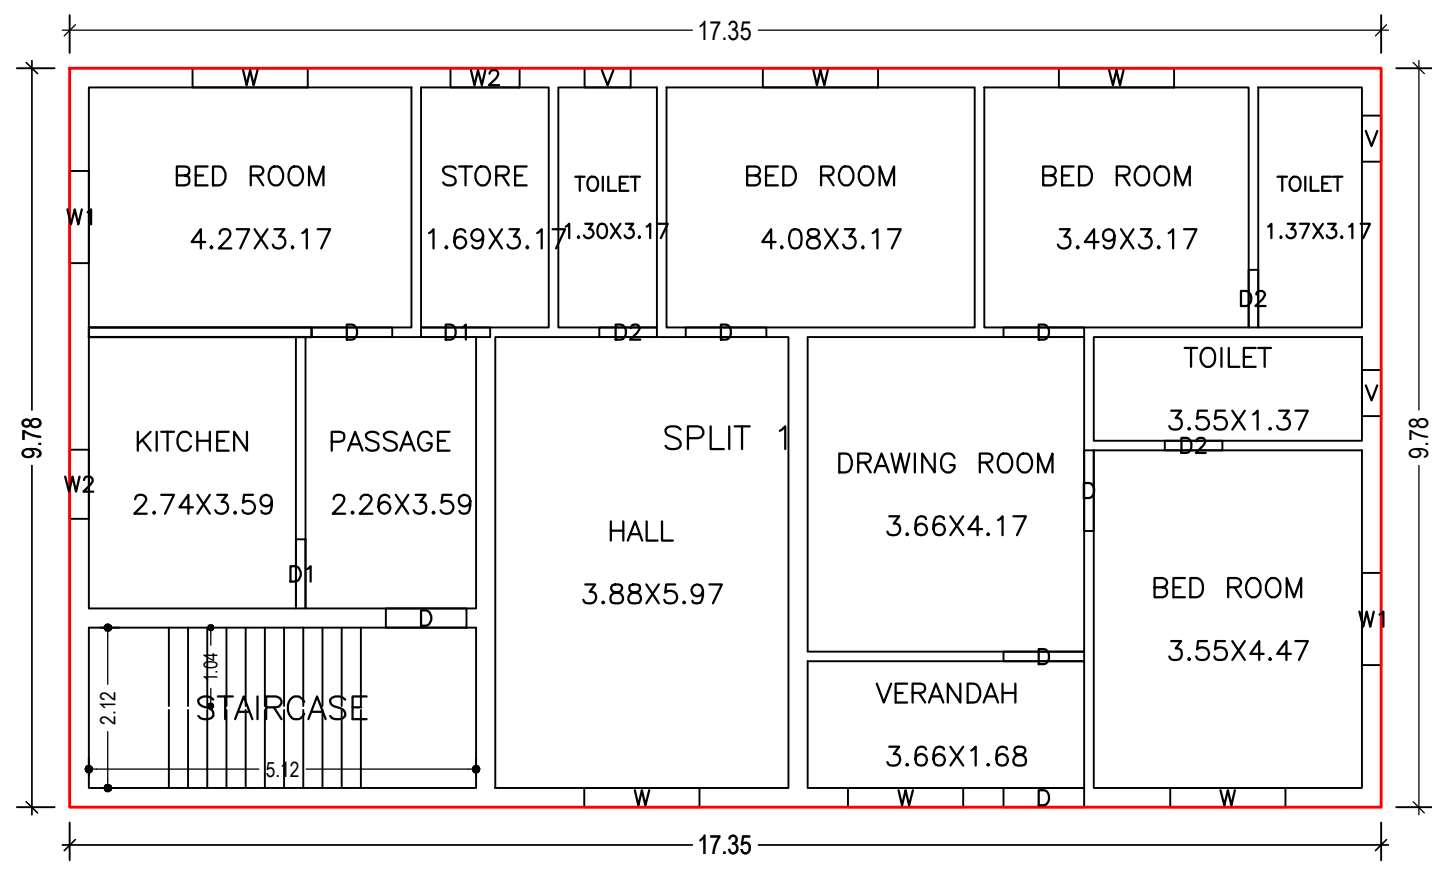 17.35
W
W2
V
W
W
V
BED ROOM
STORE
TOILET
BED ROOM
BED ROOM
TOILET
W1
4.27X3.17
1.69X3.17
1.30X3.17
4.08X3.17
3.49X3.17
1.37X3.17
D2
D
D1
D2
D
D
TOILET
V
3.55X1.37
9.78
9.78
KITCHEN
PASSAGE
SPLIT 1
D2
DRAWING ROOM
W2
D
2.74X3.59
2.26X3.59
3.66X4.17
HALL
D1
BED ROOM
3.88X5.97
D
W1
3.55X4.47
D
1.04
2.12
STAIRCASE
VERANDAH
3.66X1.68
5.12
W
W
D
W
17.35